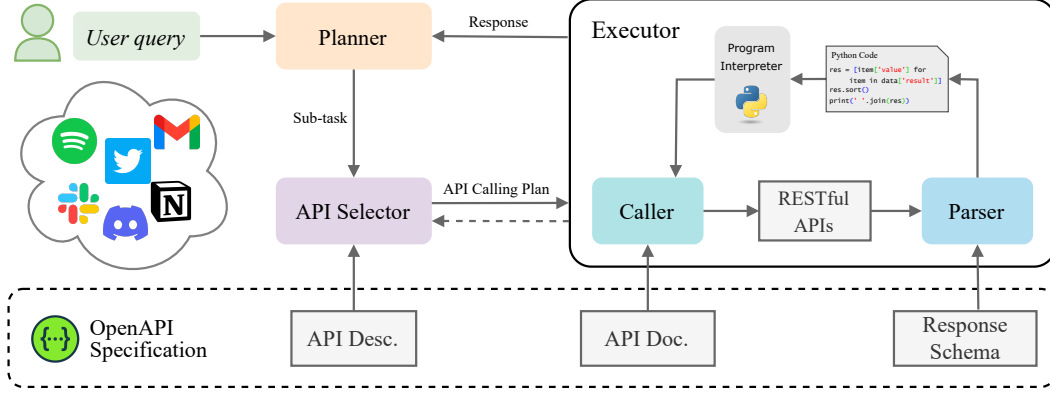 User query
Planner
Response
Executor
Program
Interpreter
Python Code
res = [item['value'] for
item in data['result']]
res.sort()
print(' '.join(res))
Sub-task
N
API Selector
API Calling Plan
Caller
RESTful
APIs
Parser
{···}
OpenAPI
Specification
API Desc.
API Doc.
Response
Schema